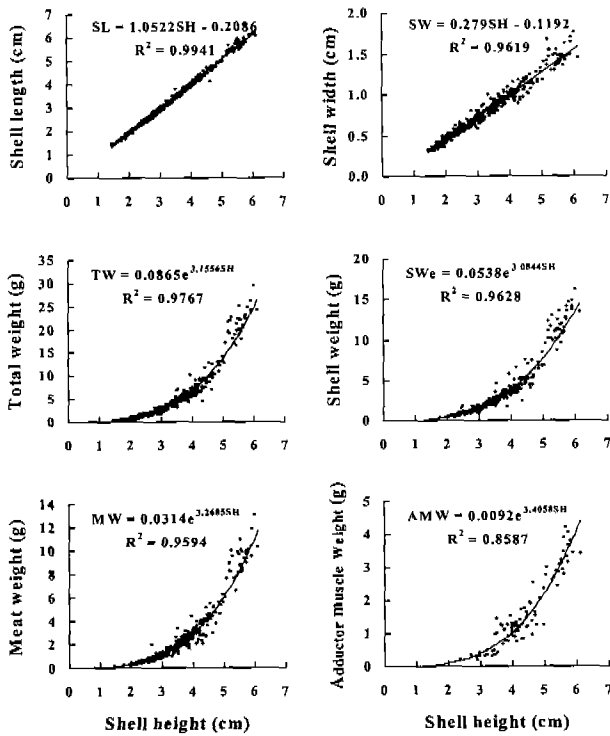 SL = 1.0522SH - 0.2086
R² = 0.9941
Shell length (cm)
7
6
5
4
3
2
1
0
0 1 2 3 4 5 6 7
SW = 0.279SH - 0.1192
R² = 0.9619
Shell width (cm)
2.0
1.5
1.0
0.5
0.0
0 1 2 3 4 5 6 7
TW = 0.0865e^3.1556SH
R² = 0.9767
Total weight (g)
35
30
25
20
15
10
5
0
0 1 2 3 4 5 6 7
SWe = 0.0538e^3.0844SH
R² = 0.9628
Shell weight (g)
20
15
10
5
0
0 1 2 3 4 5 6 7
MW = 0.0314e^3.2685SH
R² = 0.9594
Meat weight (g)
14
12
10
8
6
4
2
0
0 1 2 3 4 5 6 7
Shell height (cm)
AMW = 0.0092e^3.4058SH
R² = 0.8587
Adductor muscle Weight (g)
5
4
3
2
1
0
0 1 2 3 4 5 6 7
Shell height (cm)